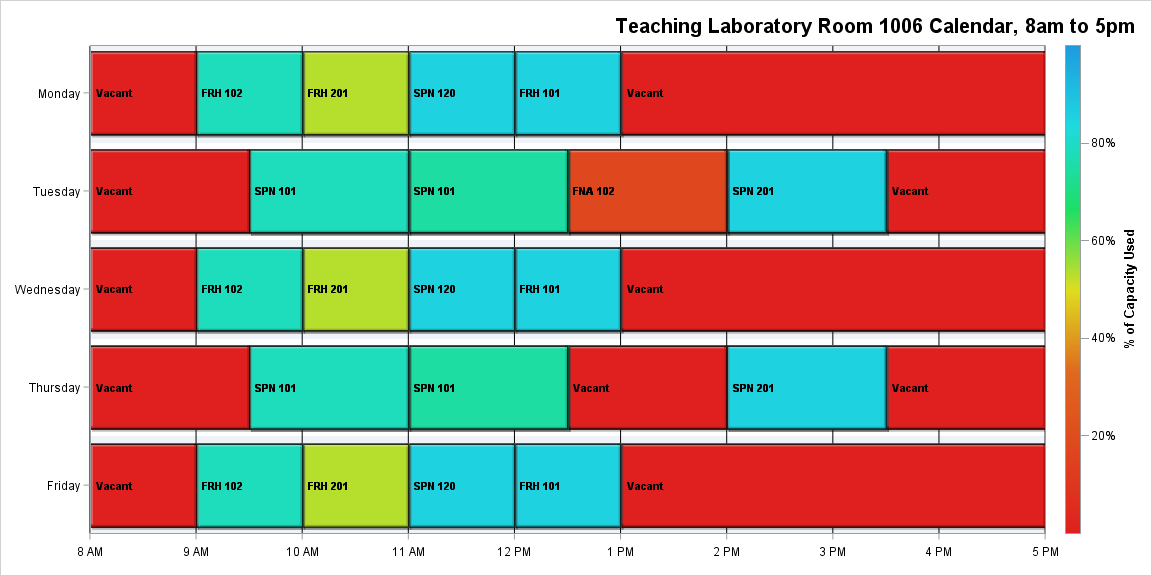 Teaching Laboratory Room 1006 Calendar, 8am to 5pm
Monday
Vacant
FRH 102
FRH 201
SPN 120
FRH 101
Vacant
Tuesday
Vacant
SPN 101
SPN 101
FNA 102
SPN 201
Vacant
Wednesday
Vacant
FRH 102
FRH 201
SPN 120
FRH 101
Vacant
Thursday
Vacant
SPN 101
SPN 101
Vacant
SPN 201
Vacant
Friday
Vacant
FRH 102
FRH 201
SPN 120
FRH 101
Vacant
8 AM
9 AM
10 AM
11 AM
12 PM
1 PM
2 PM
3 PM
4 PM
5 PM
80%
60%
40%
20%
% of Capacity Used